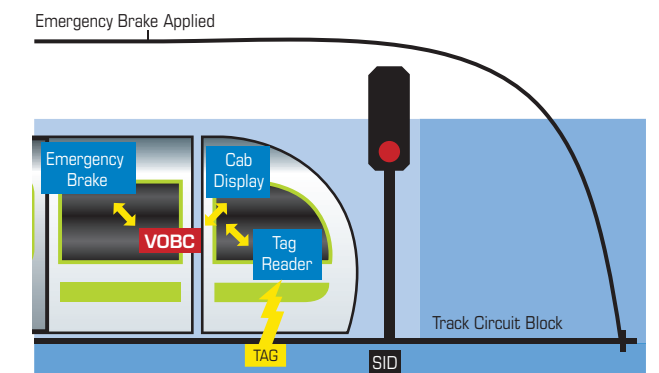 Emergency Brake Applied
Emergency
Brake
Cab
Display
VOBC
Tag
Reader
Track Circuit Block
TAG
SID